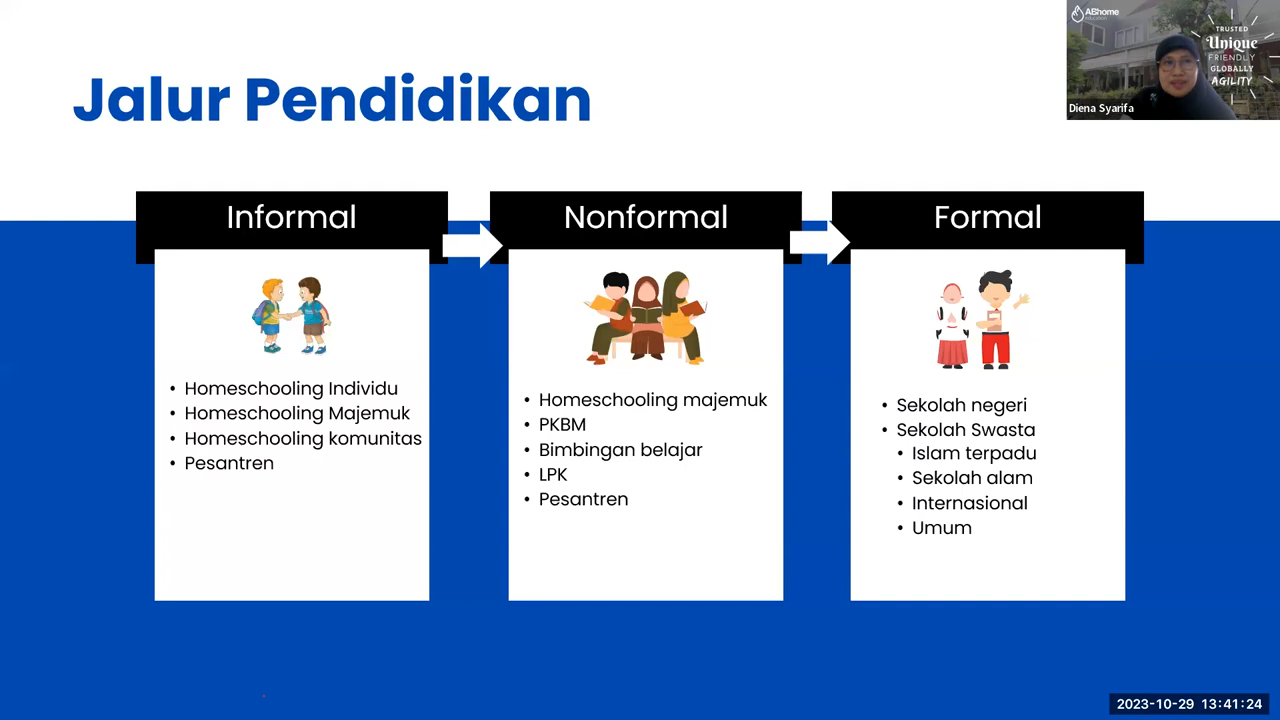 Jalur Pendidikan
ABhome
education
TRUSTED
Unique
FRIENDLY
GLOBALLY
AGILITY
Diena Syarifa
Informal
• Homeschooling Individu
• Homeschooling Majemuk
• Homeschooling komunitas
• Pesantren
Nonformal
• Homeschooling majemuk
• PKBM
• Bimbingan belajar
• LPK
• Pesantren
Formal
• Sekolah negeri
• Sekolah Swasta
• Islam terpadu
• Sekolah alam
• Internasional
• Umum
2023-10-29 13:41:24